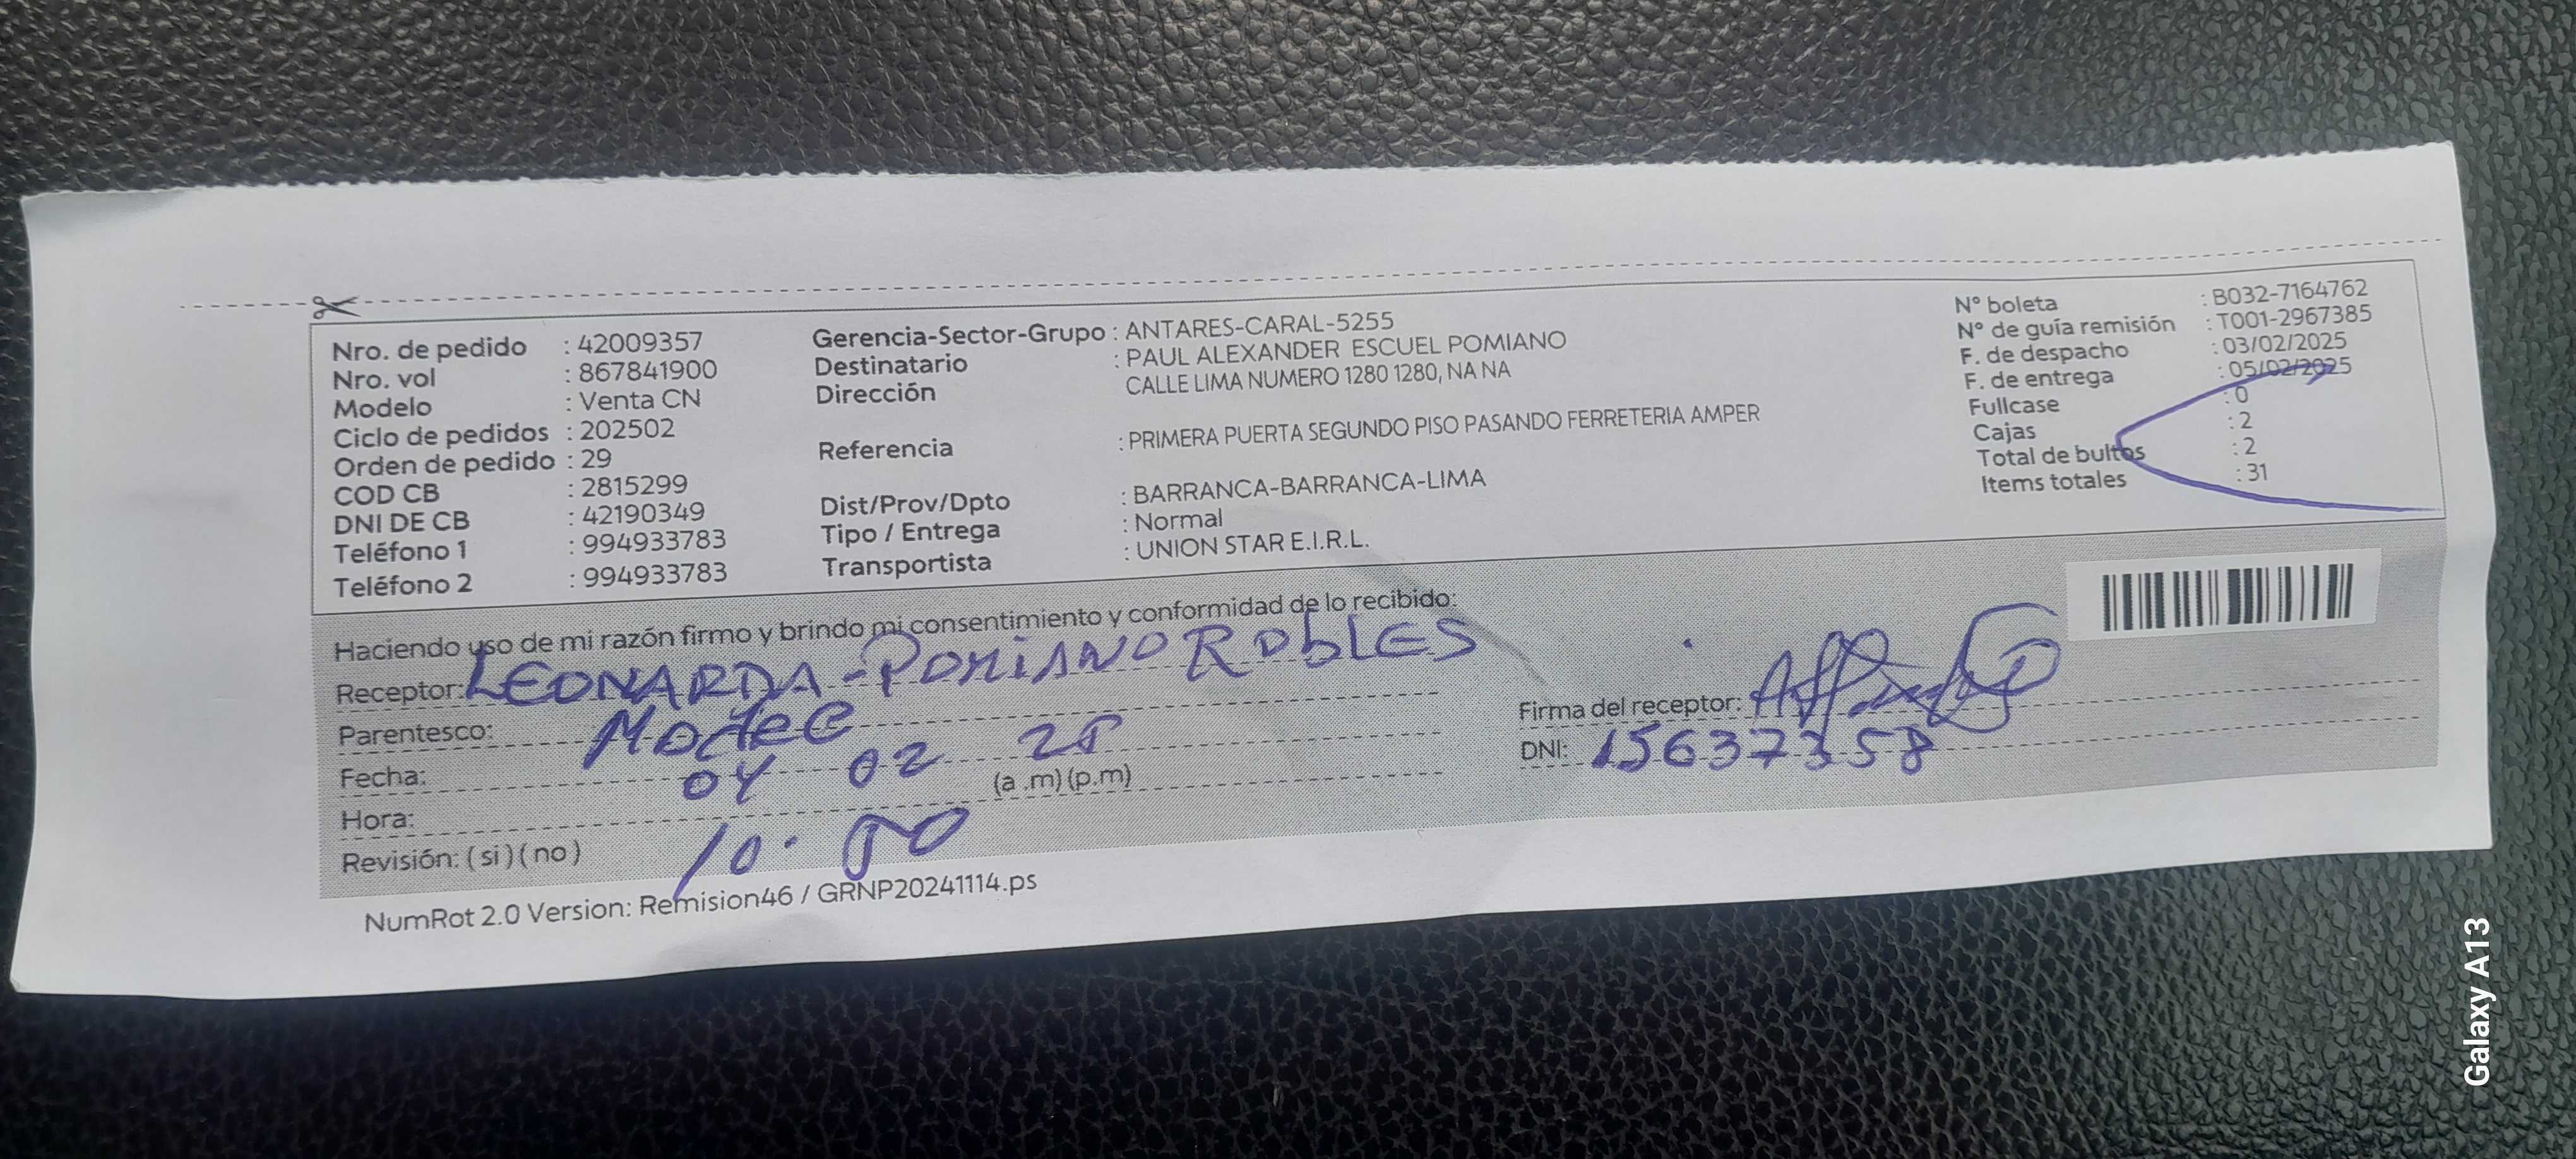 Nro. de pedido : 42009357
Nro. vol : 867841900
Modelo : Venta CN
Ciclo de pedidos : 202502
Orden de pedido : 29
COD CB : 2815299
DNI DE CB : 42190349
Teléfono 1 : 994933783
Teléfono 2 : 994933783
Gerencia-Sector-Grupo : ANTARES-CARAL-5255
Destinatario : PAUL ALEXANDER ESCUEL POMIANO
Dirección CALLE LIMA NUMERO 1280 1280, NA NA
Referencia : PRIMERA PUERTA SEGUNDO PISO PASANDO FERRETERIA AMPER
Dist/Prov/Dpto : BARRANCA-BARRANCA-LIMA
Tipo / Entrega : Normal
Transportista : UNION STAR E.I.R.L.
N° boleta : B032-7164762
N° de guía remisión : T001-2967385
F. de despacho : 03/02/2025
F. de entrega : 05/02/2025
Fullcase : 0
Cajas : 2
Total de bultos : 2
Items totales : 31
Haciendo uso de mi razón firmo y brindo mi consentimiento y conformidad de lo recibido:
Receptor: LEONARDA-POMIANO ROBLES
Parentesco:
Fecha: 04 02 25
Hora: (a .m) (p.m)
Revisión: ( si ) ( no )
Firma del receptor:
DNI: 15637358
NumRot 2.0 Version: Remision46 / GRNP20241114.ps
Galaxy A13